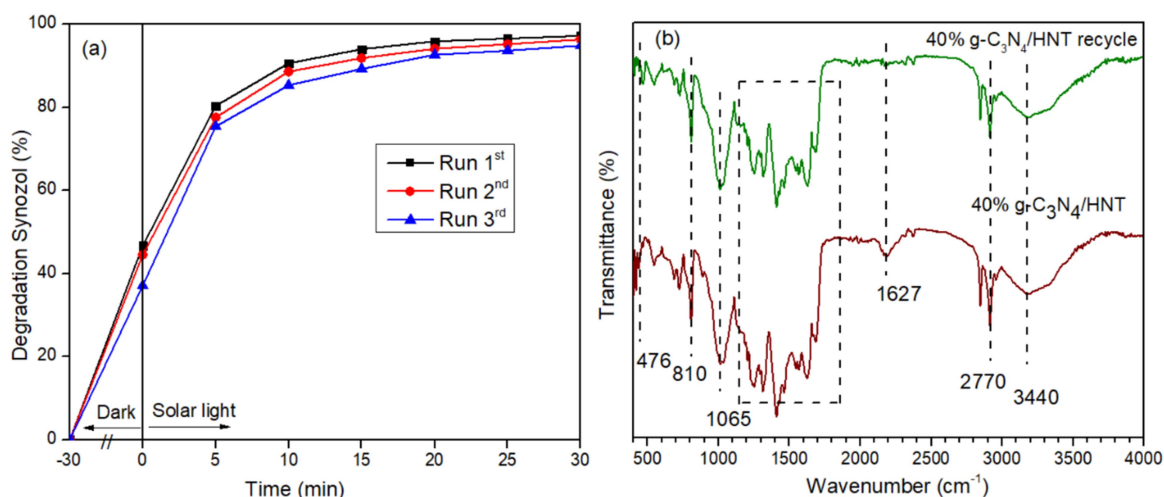 (a)
Degradation Synozol (%)
100
80
60
40
20
0
Run 1st
Run 2nd
Run 3rd
Dark
Solar light
-30
0
5
10
15
20
25
30
Time (min)
(b)
40% g-C3N4/HNT recycle
40% g-C3N4/HNT
Transmittance (%)
476
810
1065
1627
2770
3440
500
1000
1500
2000
2500
3000
3500
4000
Wavenumber (cm-1)